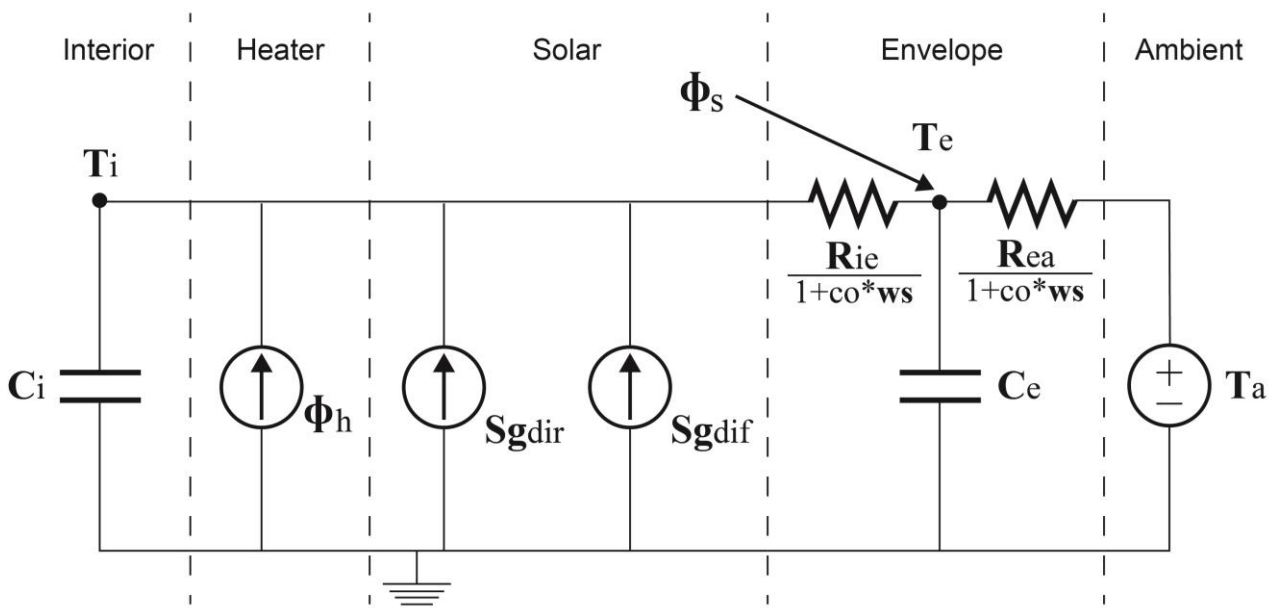 Interior
Heater
Solar
Envelope
Ambient
ϕs
Te
Ti
Rie
1+co*ws
Rea
1+co*ws
Ci
ϕh
Sgdir
Sgdif
Ce
+
−
Ta